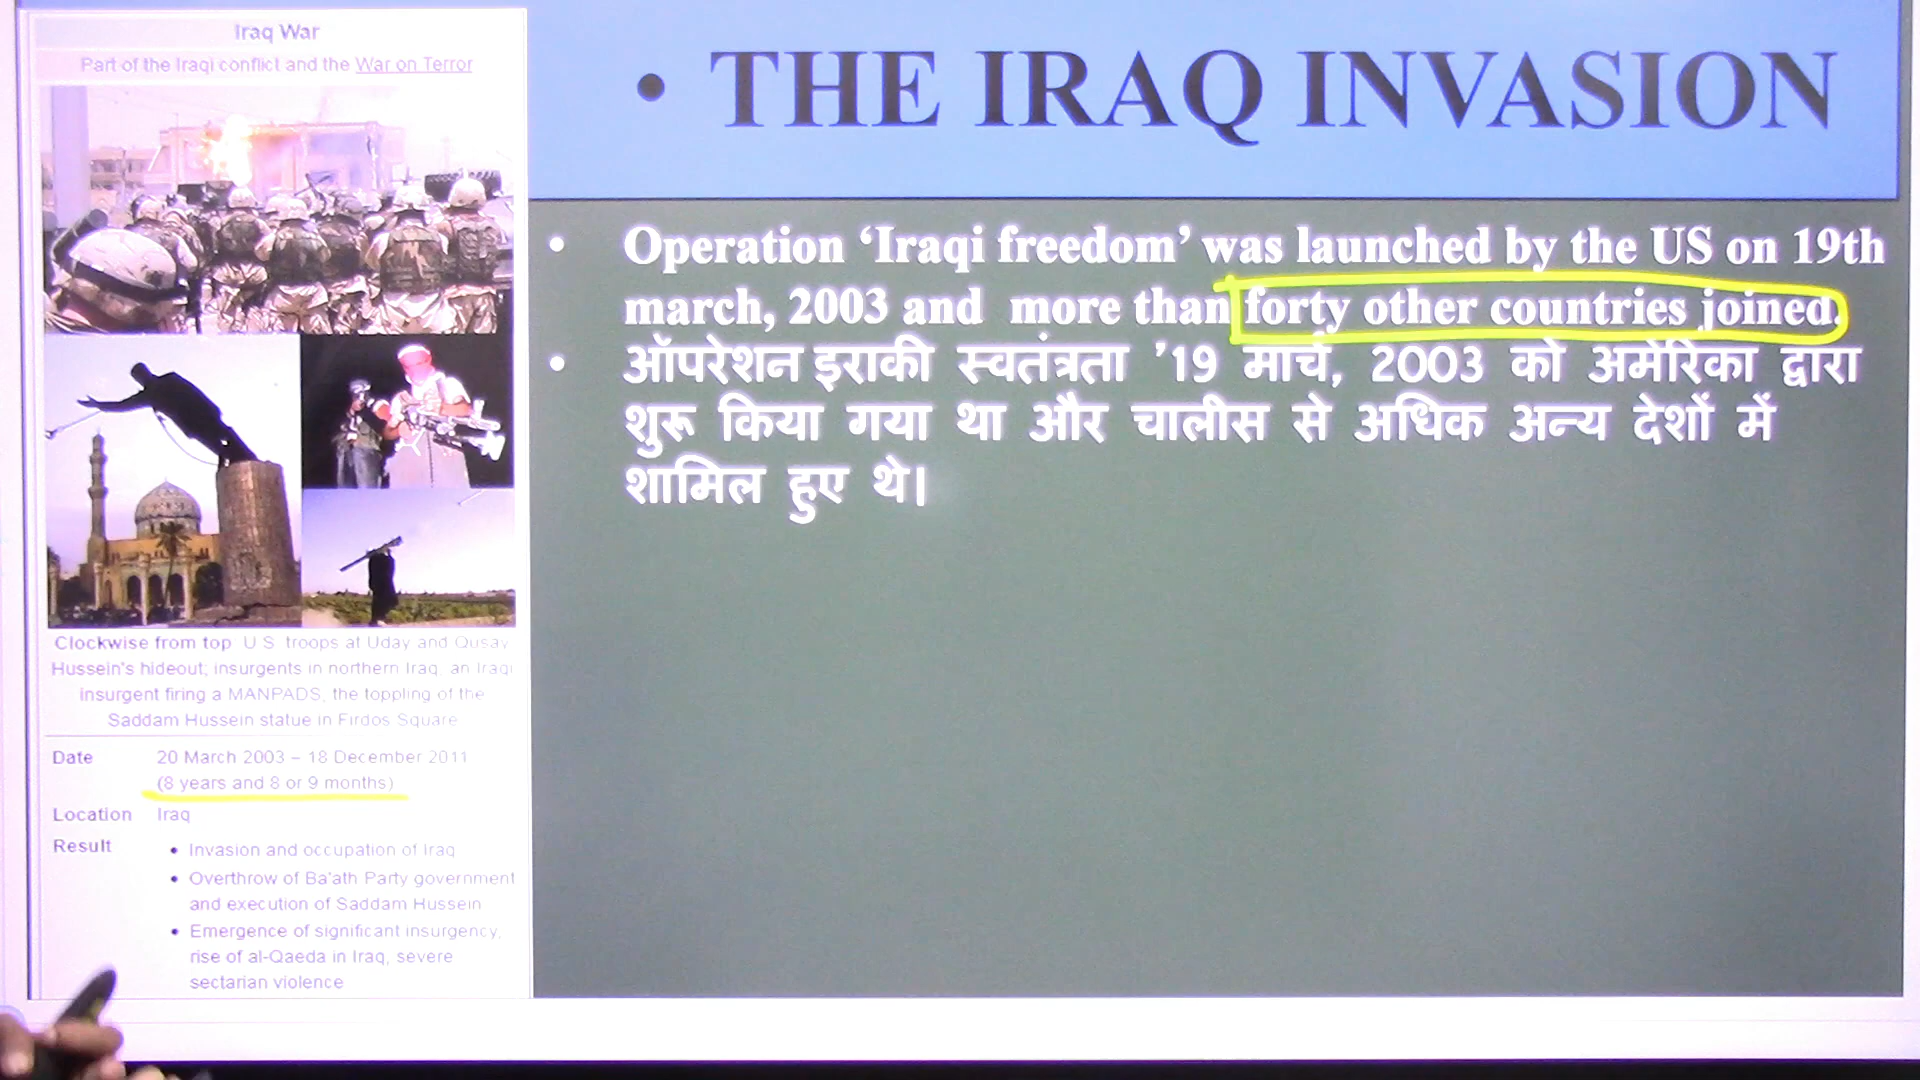 Iraq War
Part of the Iraqi conflict and the War on Terror
Clockwise from top U S troops at Uday and Qusay
Hussein's hideout; insurgents in northern Iraq, an Iraqi
insurgent firing a MANPADS, the toppling of the
Saddam Hussein statue in Firdos Square
Date 20 March 2003 – 18 December 2011
(8 years and 8 or 9 months)
Location Iraq
Result
• Invasion and occupation of Iraq
• Overthrow of Ba'ath Party government
and execution of Saddam Hussein
• Emergence of significant insurgency,
rise of al-Qaeda in Iraq, severe
sectarian violence
• THE IRAQ INVASION
• Operation ‘Iraqi freedom’ was launched by the US on 19th
march, 2003 and more than forty other countries joined.
• ऑपरेशन इराकी स्वतंत्रता ’19 मार्च, 2003 को अमेरिका द्वारा
शुरू किया गया था और चालीस से अधिक अन्य देशों में
शामिल हुए थे।